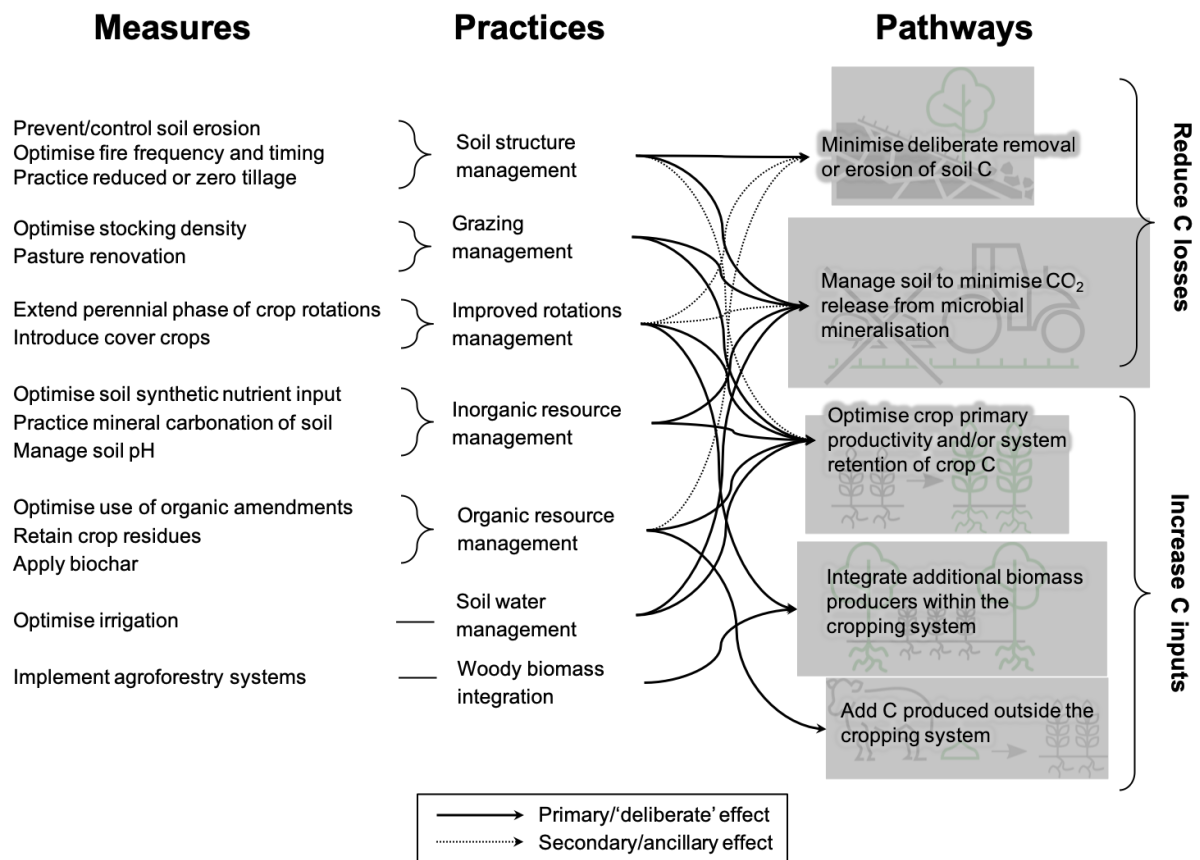 Measures
Practices
Pathways
Prevent/control soil erosion
Optimise fire frequency and timing
Practice reduced or zero tillage
Optimise stocking density
Pasture renovation
Extend perennial phase of crop rotations
Introduce cover crops
Optimise soil synthetic nutrient input
Practice mineral carbonation of soil
Manage soil pH
Optimise use of organic amendments
Retain crop residues
Apply biochar
Optimise irrigation
Implement agroforestry systems
Soil structure
management
Grazing
management
Improved rotations
management
Inorganic resource
management
Organic resource
management
Soil water
management
Woody biomass
integration
Minimise deliberate removal
or erosion of soil C
Manage soil to minimise CO₂
release from microbial
mineralisation
Optimise crop primary
productivity and/or system
retention of crop C
Integrate additional biomass
producers within the
cropping system
Add C produced outside the
cropping system
Reduce C losses
Increase C inputs
Primary/‘deliberate’ effect
Secondary/ancillary effect